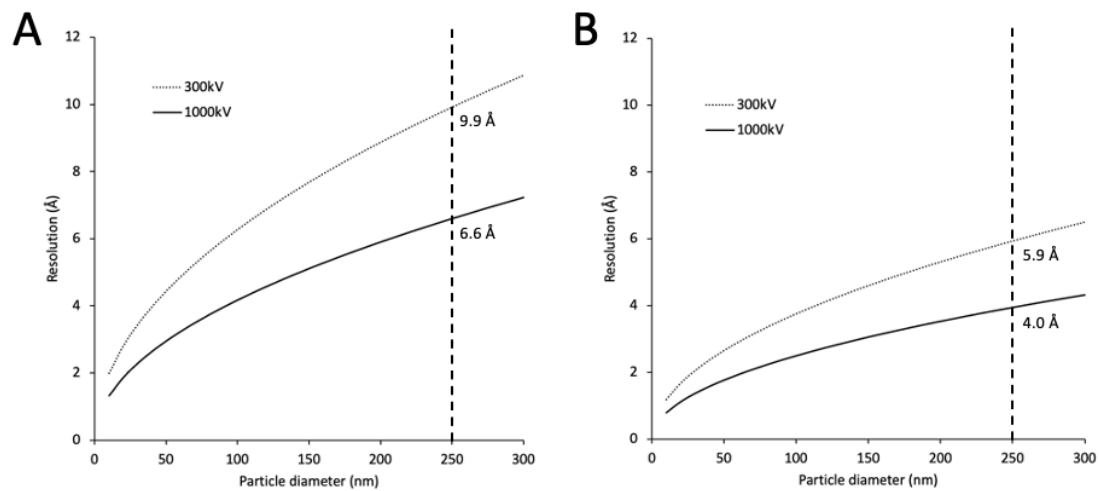 A
12
10
8
6
4
2
0
Resolution (Å)
300kV
1000kV
9.9 Å
6.6 Å
0 50 100 150 200 250 300
Particle diameter (nm)
B
12
10
8
6
4
2
0
Resolution (Å)
300kV
1000kV
5.9 Å
4.0 Å
0 50 100 150 200 250 300
Particle diameter (nm)